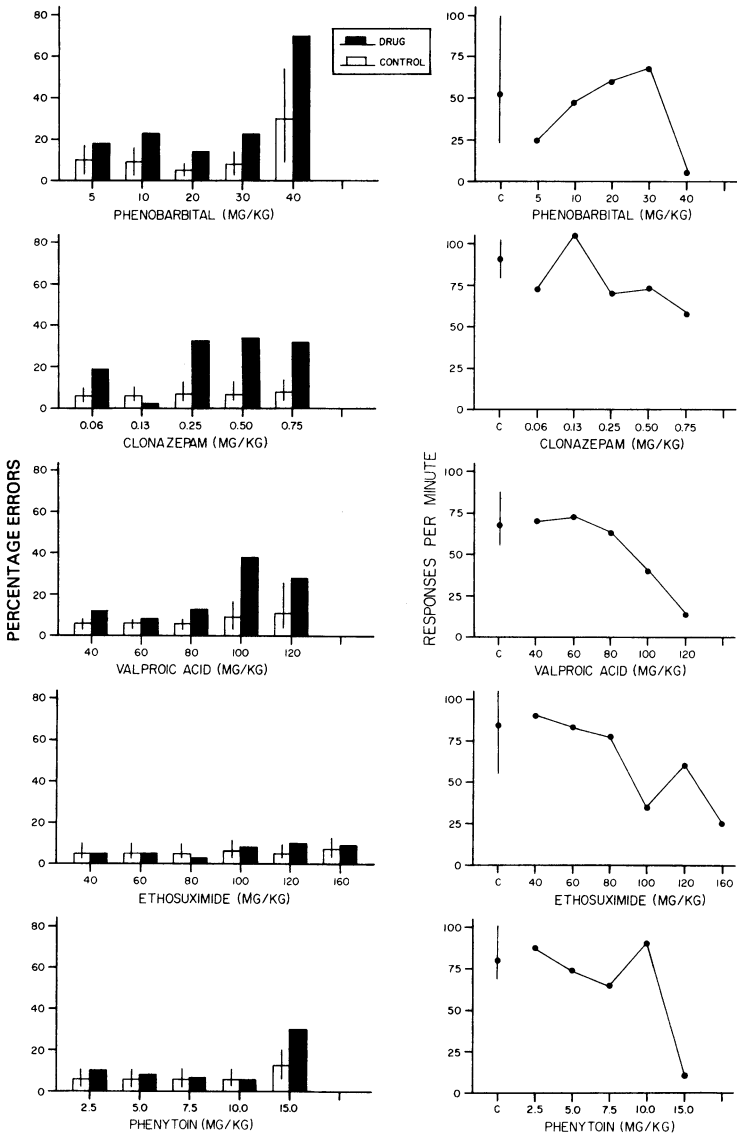 PERCENTAGE ERRORS
RESPONSES PER MINUTE
DRUG
CONTROL
80
60
40
20
0
5 10 20 30 40
PHENOBARBITAL (MG/KG)
100
75
50
25
0
C 5 10 20 30 40
PHENOBARBITAL (MG/KG)
80
60
40
20
0
0.06 0.13 0.25 0.50 0.75
CLONAZEPAM (MG/KG)
100
75
50
25
0
C 0.06 0.13 0.25 0.50 0.75
CLONAZEPAM (MG/KG)
80
60
40
20
0
40 60 80 100 120
VALPROIC ACID (MG/KG)
100
75
50
25
0
C 40 60 80 100 120
VALPROIC ACID (MG/KG)
80
60
40
20
0
40 60 80 100 120 160
ETHOSUXIMIDE (MG/KG)
100
75
50
25
0
C 40 60 80 100 120 160
ETHOSUXIMIDE (MG/KG)
80
60
40
20
0
2.5 5.0 7.5 10.0 15.0
PHENYTOIN (MG/KG)
100
75
50
25
0
C 2.5 5.0 7.5 10.0 15.0
PHENYTOIN (MG/KG)